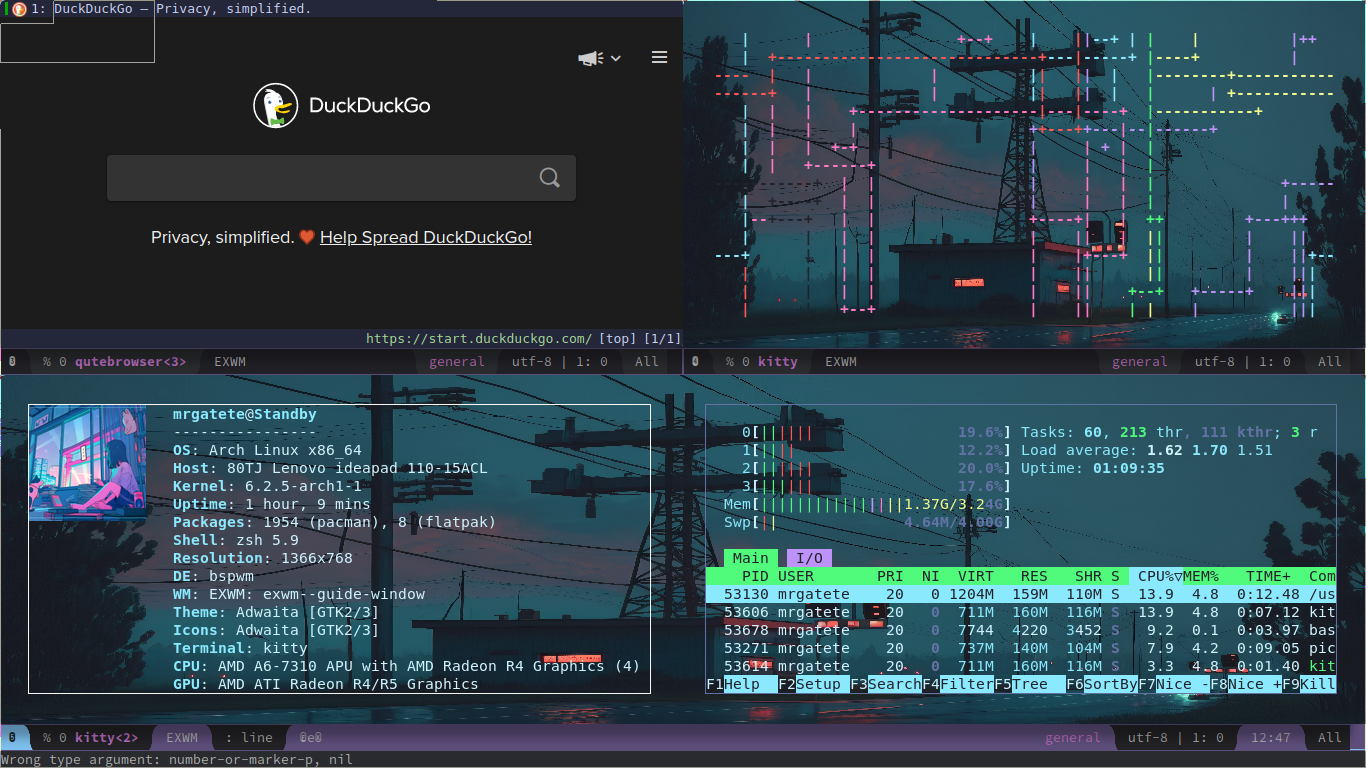 1: DuckDuckGo — Privacy, simplified.
DuckDuckGo
Privacy, simplified. Help Spread DuckDuckGo!
https://start.duckduckgo.com/ [top] [1/1]
% 0 qutebrowser<3> EXWM general utf-8 | 1: 0 All
% 0 kitty EXWM general utf-8 | 1: 0 All
mrgatete@Standby
----------------
OS: Arch Linux x86_64
Host: 80TJ Lenovo ideapad 110-15ACL
Kernel: 6.2.5-arch1-1
Uptime: 1 hour, 9 mins
Packages: 1954 (pacman), 8 (flatpak)
Shell: zsh 5.9
Resolution: 1366x768
DE: bspwm
WM: EXWM: exwm--guide-window
Theme: Adwaita [GTK2/3]
Icons: Adwaita [GTK2/3]
Terminal: kitty
CPU: AMD A6-7310 APU with AMD Radeon R4 Graphics (4)
GPU: AMD ATI Radeon R4/R5 Graphics
0[|||||| 19.6%] Tasks: 60, 213 thr, 111 kthr; 3 r
1[|||| 12.2%] Load average: 1.62 1.70 1.51
2[|||||| 20.0%] Uptime: 01:09:35
3[|||||| 17.6%]
Mem[||||||||||||||||1.37G/3.24G]
Swp[|| 4.64M/4.00G]
Main I/O
PID USER PRI NI VIRT RES SHR S CPU%▽MEM% TIME+ Com
53130 mrgatete 20 0 1204M 159M 110M S 13.9 4.8 0:12.48 /us
53606 mrgatete 20 0 711M 160M 116M S 13.9 4.8 0:07.12 kit
53678 mrgatete 20 0 7744 4220 3452 S 9.2 0.1 0:03.97 bas
53271 mrgatete 20 0 737M 140M 104M S 7.9 4.2 0:09.05 pic
53614 mrgatete 20 0 711M 160M 116M S 3.3 4.8 0:01.40 kit
F1Help F2Setup F3SearchF4FilterF5Tree F6SortByF7Nice -F8Nice +F9Kill
% 0 kitty<2> EXWM : line general utf-8 | 1: 0 12:47 All
Wrong type argument: number-or-marker-p, nil